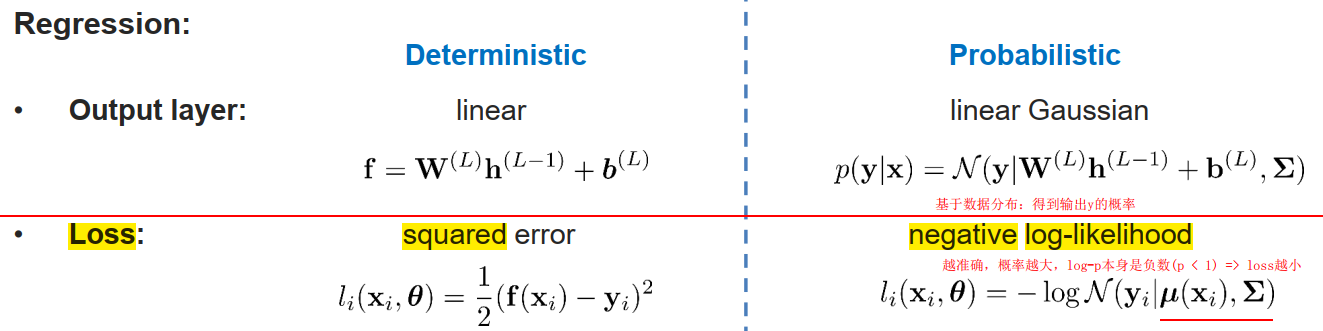 Regression:
Deterministic
Probabilistic
• Output layer:
linear
linear Gaussian
f = W^(L) h^(L−1) + b^(L)
p(y|x) = 𝒩(y|W^(L) h^(L−1) + b^(L), Σ)
基于数据分布: 得到输出y的概率
• Loss:
squared error
negative log-likelihood
越准确, 概率越大, log-p本身是负数(p < 1) => loss越小
l_i(x_i, θ) = 1/2 (f(x_i) − y_i)^2
l_i(x_i, θ) = − log 𝒩(y_i|μ(x_i), Σ)